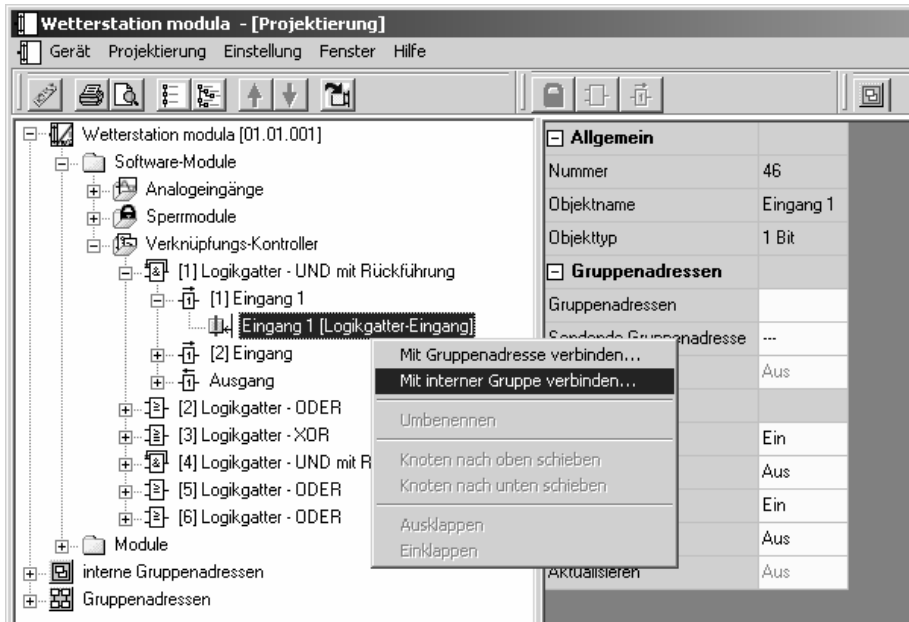 Wetterstation modula - [Projektierung]
Gerät Projektierung Einstellung Fenster Hilfe
Wetterstation modula [01.01.001]
Software-Module
Analogeingänge
Sperrmodule
Verknüpfungs-Kontroller
[1] Logikgatter - UND mit Rückführung
[1] Eingang 1
Eingang 1 [Logikgatter-Eingang]
[2] Eingang
Ausgang
[2] Logikgatter - ODER
[3] Logikgatter - XOR
[4] Logikgatter - UND mit R
[5] Logikgatter - ODER
[6] Logikgatter - ODER
Module
interne Gruppenadressen
Gruppenadressen
Mit Gruppenadresse verbinden...
Mit interner Gruppe verbinden...
Umbenennen
Knoten nach oben schieben
Knoten nach unten schieben
Ausklappen
Einklappen
Allgemein
Nummer 46
Objektname Eingang 1
Objekttyp 1 Bit
Gruppenadressen
Gruppenadressen
Sendende Gruppenadresse ---
Aus
Ein
Aus
Ein
Aus
Aktualisieren Aus